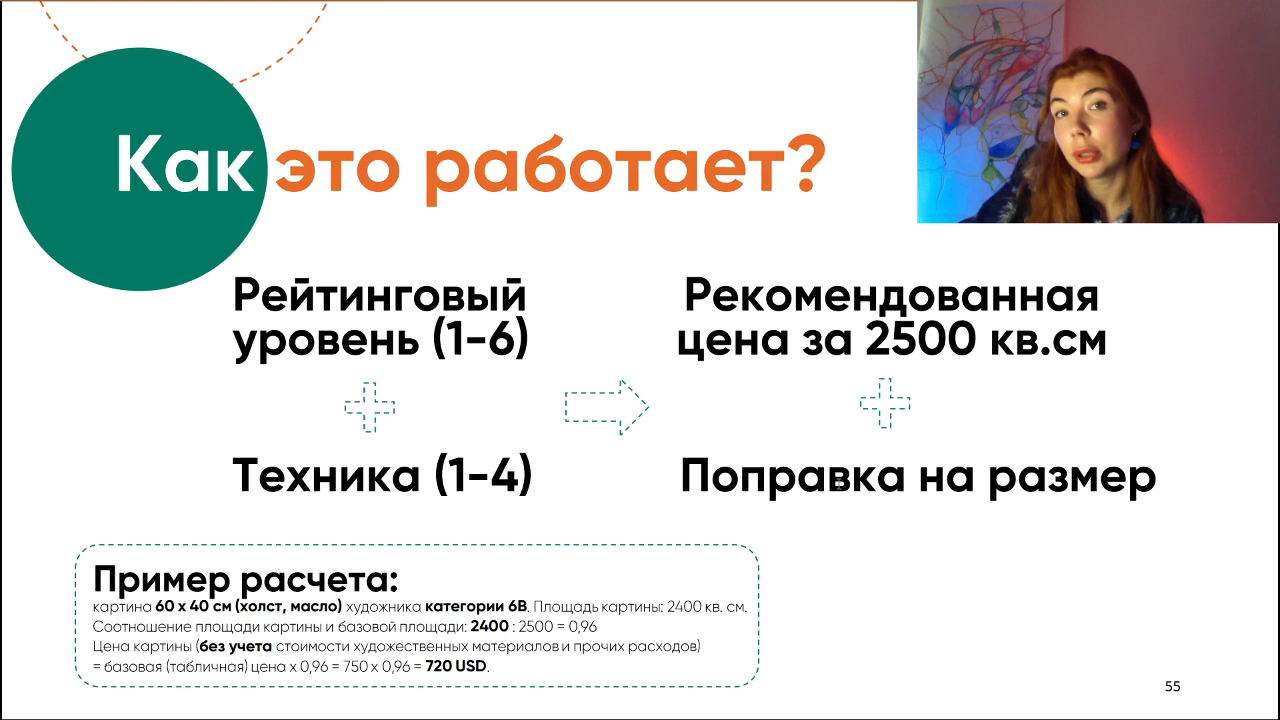 Как это работает?
Рейтинговый
уровень (1-6)
Рекомендованная
цена за 2500 кв.см
Техника (1-4)
Поправка на размер
Пример расчета:
картина 60 x 40 см (холст, масло) художника категории 6В. Площадь картины: 2400 кв. см.
Соотношение площади картины и базовой площади: 2400 : 2500 = 0,96
Цена картины (без учета стоимости художественных материалов и прочих расходов)
= базовая (табличная) цена x 0,96 = 750 x 0,96 = 720 USD.
55